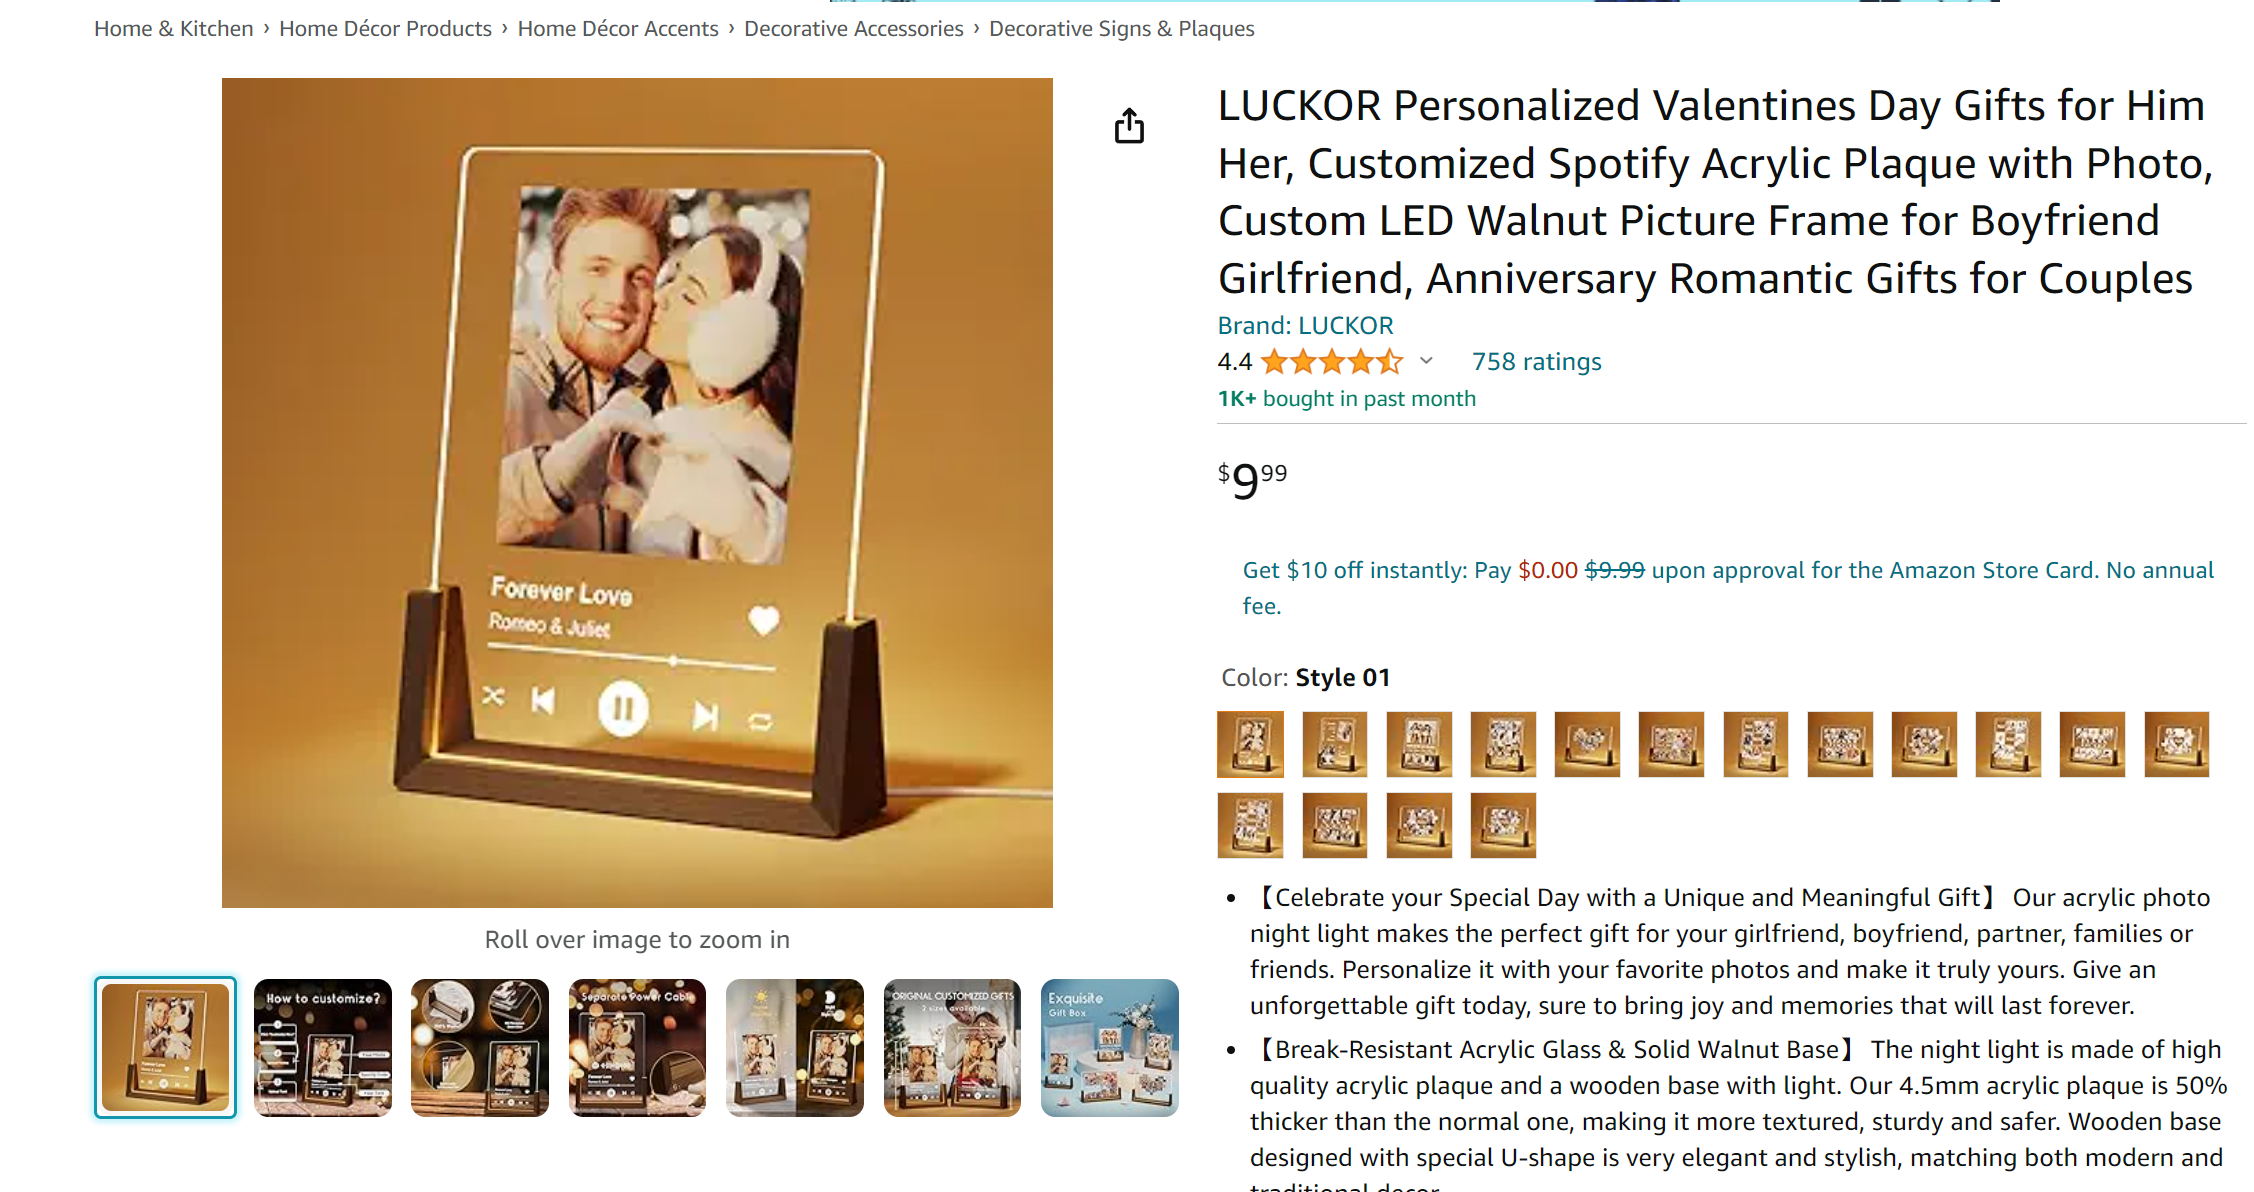 Home & Kitchen › Home Décor Products › Home Décor Accents › Decorative Accessories › Decorative Signs & Plaques
Forever Love
Romeo & Juliet
Roll over image to zoom in
How to customize?
Separate Power Cable
ORIGINAL CUSTOMIZED GIFTS
2 sizes available
Exquisite
Gift Box
LUCKOR Personalized Valentines Day Gifts for Him
Her, Customized Spotify Acrylic Plaque with Photo,
Custom LED Walnut Picture Frame for Boyfriend
Girlfriend, Anniversary Romantic Gifts for Couples
Brand: LUCKOR
4.4 758 ratings
1K+ bought in past month
$9.99
Get $10 off instantly: Pay $0.00 $9.99 upon approval for the Amazon Store Card. No annual
fee.
Color: Style 01
• 【Celebrate your Special Day with a Unique and Meaningful Gift】 Our acrylic photo
night light makes the perfect gift for your girlfriend, boyfriend, partner, families or
friends. Personalize it with your favorite photos and make it truly yours. Give an
unforgettable gift today, sure to bring joy and memories that will last forever.
• 【Break-Resistant Acrylic Glass & Solid Walnut Base】 The night light is made of high
quality acrylic plaque and a wooden base with light. Our 4.5mm acrylic plaque is 50%
thicker than the normal one, making it more textured, sturdy and safer. Wooden base
designed with special U-shape is very elegant and stylish, matching both modern and
traditional decor